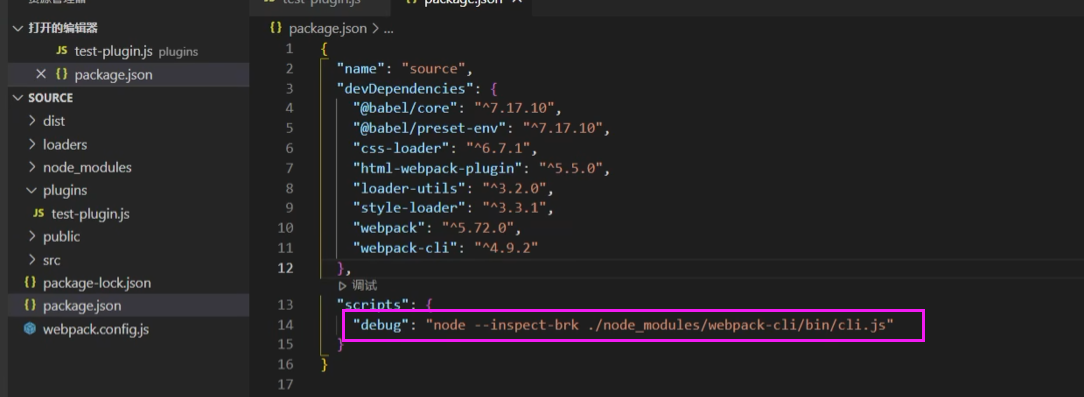 资源管理器
test-plugin.js
package.json
打开的编辑器
JS test-plugin.js plugins
{} package.json
SOURCE
dist
loaders
node_modules
plugins
JS test-plugin.js
public
src
{} package-lock.json
{} package.json
webpack.config.js
{} package.json > ...
1 {
2 "name": "source",
3 "devDependencies": {
4 "@babel/core": "^7.17.10",
5 "@babel/preset-env": "^7.17.10",
6 "css-loader": "^6.7.1",
7 "html-webpack-plugin": "^5.5.0",
8 "loader-utils": "^3.2.0",
9 "style-loader": "^3.3.1",
10 "webpack": "^5.72.0",
11 "webpack-cli": "^4.9.2"
12 },
调试
13 "scripts": {
14 "debug": "node --inspect-brk ./node_modules/webpack-cli/bin/cli.js"
15 }
16 }
17